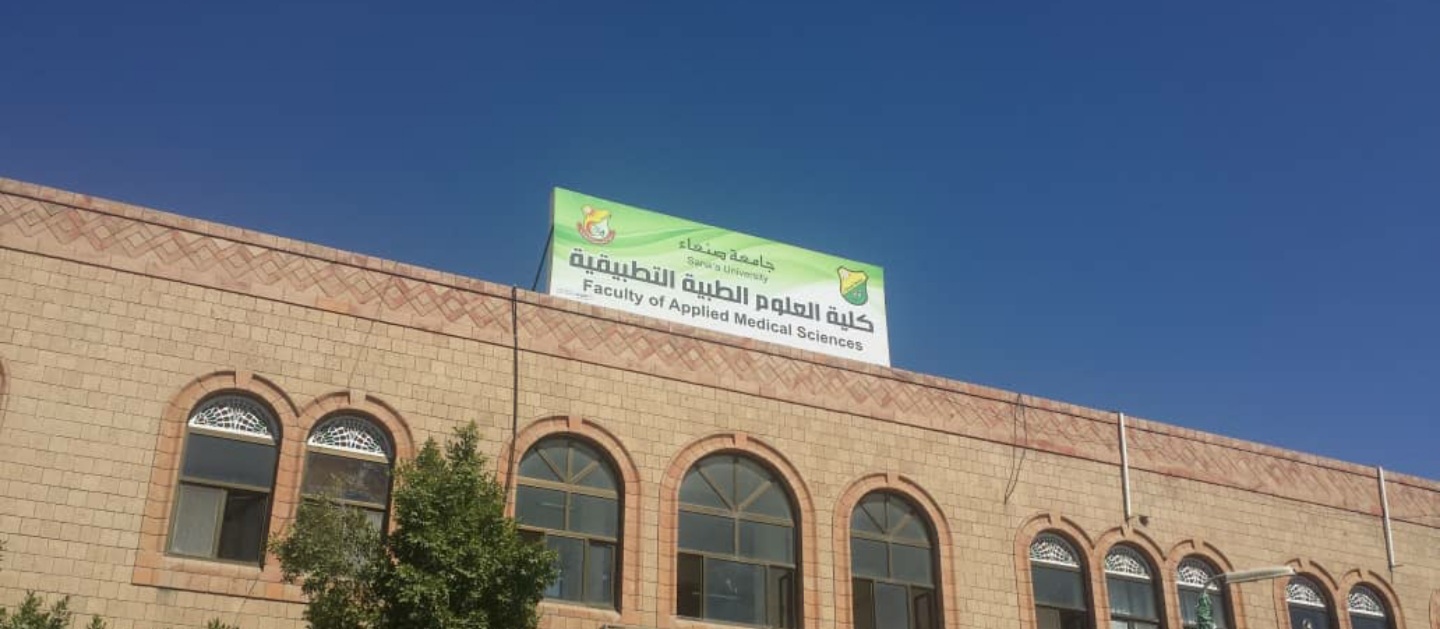 جامعة صنعاء
Sana'a University
كلية العلوم الطبية التطبيقية
Faculty of Applied Medical Sciences